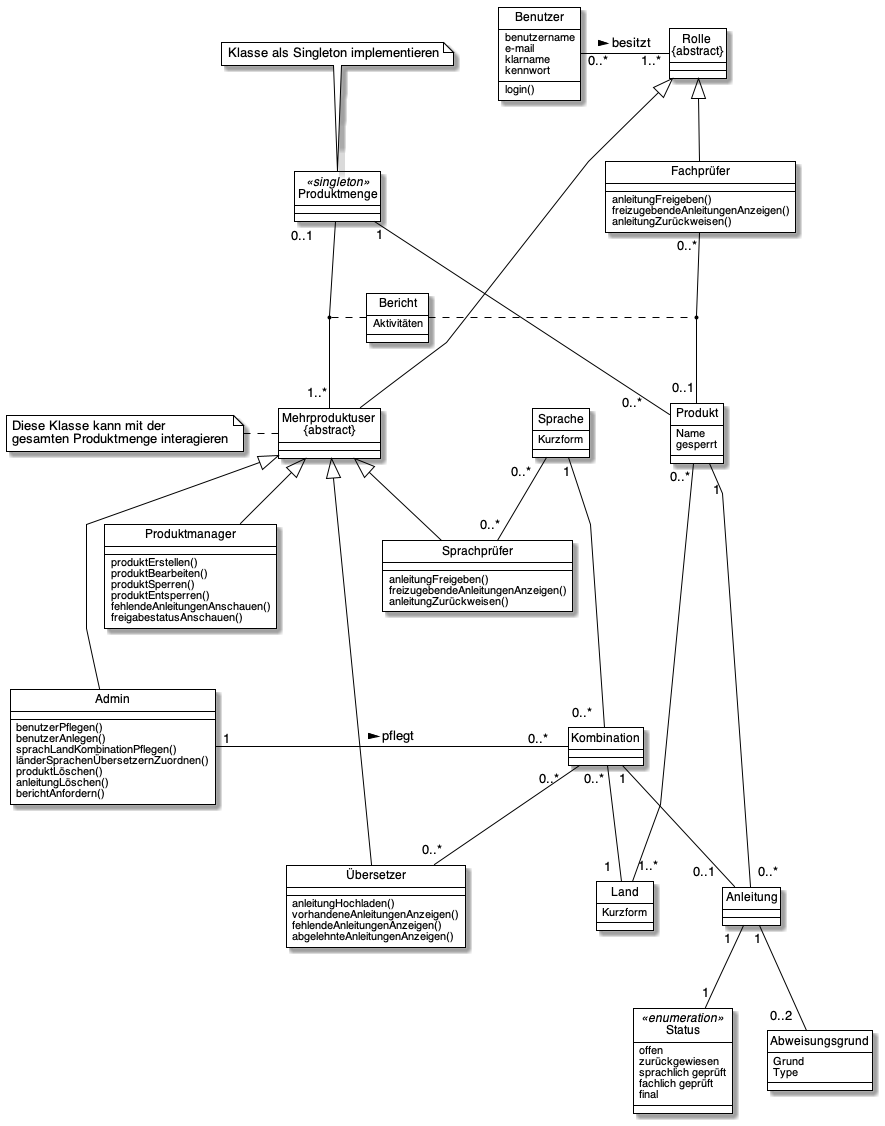 Benutzer
benutzername
e-mail
klarname
kennwort
login()
► besitzt
0..*
1..*
Rolle
{abstract}
Klasse als Singleton implementieren
«singleton»
Produktmenge
0..1
1
Fachprüfer
anleitungFreigeben()
freizugebendeAnleitungenAnzeigen()
anleitungZurückweisen()
0..*
Bericht
Aktivitäten
1..*
0..*
0..1
Diese Klasse kann mit der
gesamten Produktmenge interagieren
Mehrproduktuser
{abstract}
Sprache
Kurzform
0..*
1
Produkt
Name
gesperrt
0..*
1
Produktmanager
produktErstellen()
produktBearbeiten()
produktSperren()
produktEntsperren()
fehlendeAnleitungenAnschauen()
freigabestatusAnschauen()
0..*
Sprachprüfer
anleitungFreigeben()
freizugebendeAnleitungenAnzeigen()
anleitungZurückweisen()
Admin
benutzerPflegen()
benutzerAnlegen()
sprachLandKombinationPflegen()
länderSprachenÜbersetzernZuordnen()
produktLöschen()
anleitungLöschen()
berichtAnfordern()
1
► pflegt
0..*
0..*
Kombination
0..*
0..*
1
0..*
Übersetzer
anleitungHochladen()
vorhandeneAnleitungenAnzeigen()
fehlendeAnleitungenAnzeigen()
abgelehnteAnleitungenAnzeigen()
1
1..*
Land
Kurzform
0..1
0..*
Anleitung
1
1
1
0..2
«enumeration»
Status
offen
zurückgewiesen
sprachlich geprüft
fachlich geprüft
final
Abweisungsgrund
Grund
Type